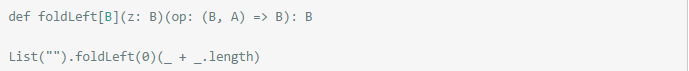 def foldLeft[B](z: B)(op: (B, A) => B): B
List("").foldLeft(0)(_ + _.length)